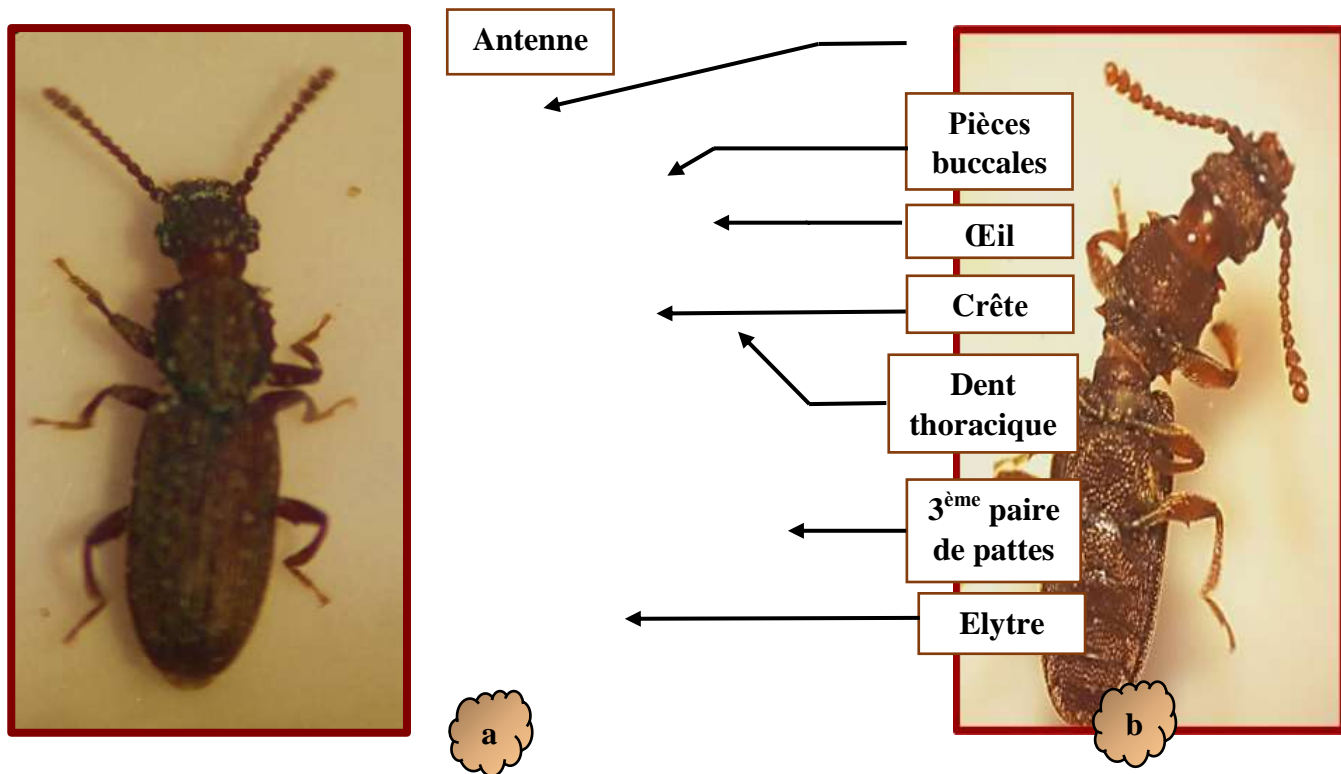 Antenne
Pièces
buccales
Œil
Crête
Dent
thoracique
3ème paire
de pattes
Elytre
a
b